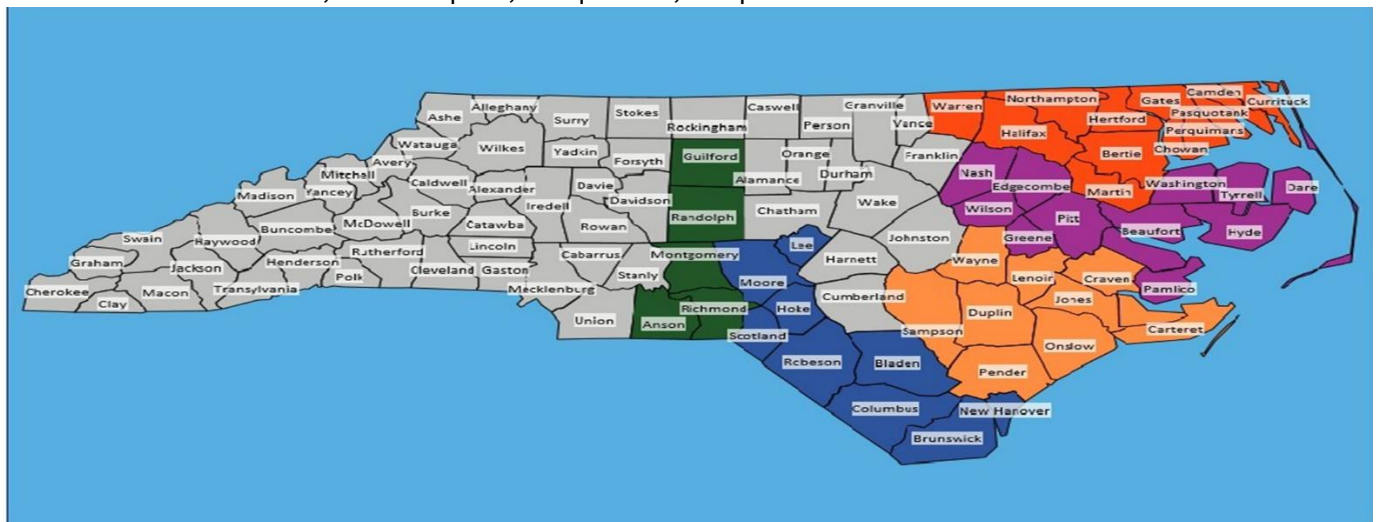 Alleghany
Ashe
Surry
Stokes
Rockingham
Caswell
Person
Granville
Vance
Warren
Northampton
Gates
Camden
Currituck
Pasquotank
Hertford
Perquimans
Halifax
Chowan
Bertie
Watauga
Wilkes
Yadkin
Forsyth
Guilford
Alamance
Orange
Durham
Franklin
Nash
Edgecombe
Martin
Washington
Tyrrell
Dare
Avery
Mitchell
Yancey
Madison
Caldwell
Alexander
Davie
Davidson
Iredell
Rowan
Randolph
Chatham
Wake
Wilson
Pitt
Greene
Beaufort
Hyde
Burke
McDowell
Buncombe
Catawba
Haywood
Swain
Graham
Cherokee
Clay
Macon
Jackson
Transylvania
Henderson
Polk
Rutherford
Cleveland
Lincoln
Gaston
Mecklenburg
Cabarrus
Stanly
Union
Montgomery
Anson
Richmond
Moore
Lee
Harnett
Johnston
Wayne
Lenoir
Craven
Pamlico
Jones
Carteret
Cumberland
Hoke
Scotland
Robeson
Bladen
Sampson
Duplin
Onslow
Pender
Columbus
New Hanover
Brunswick